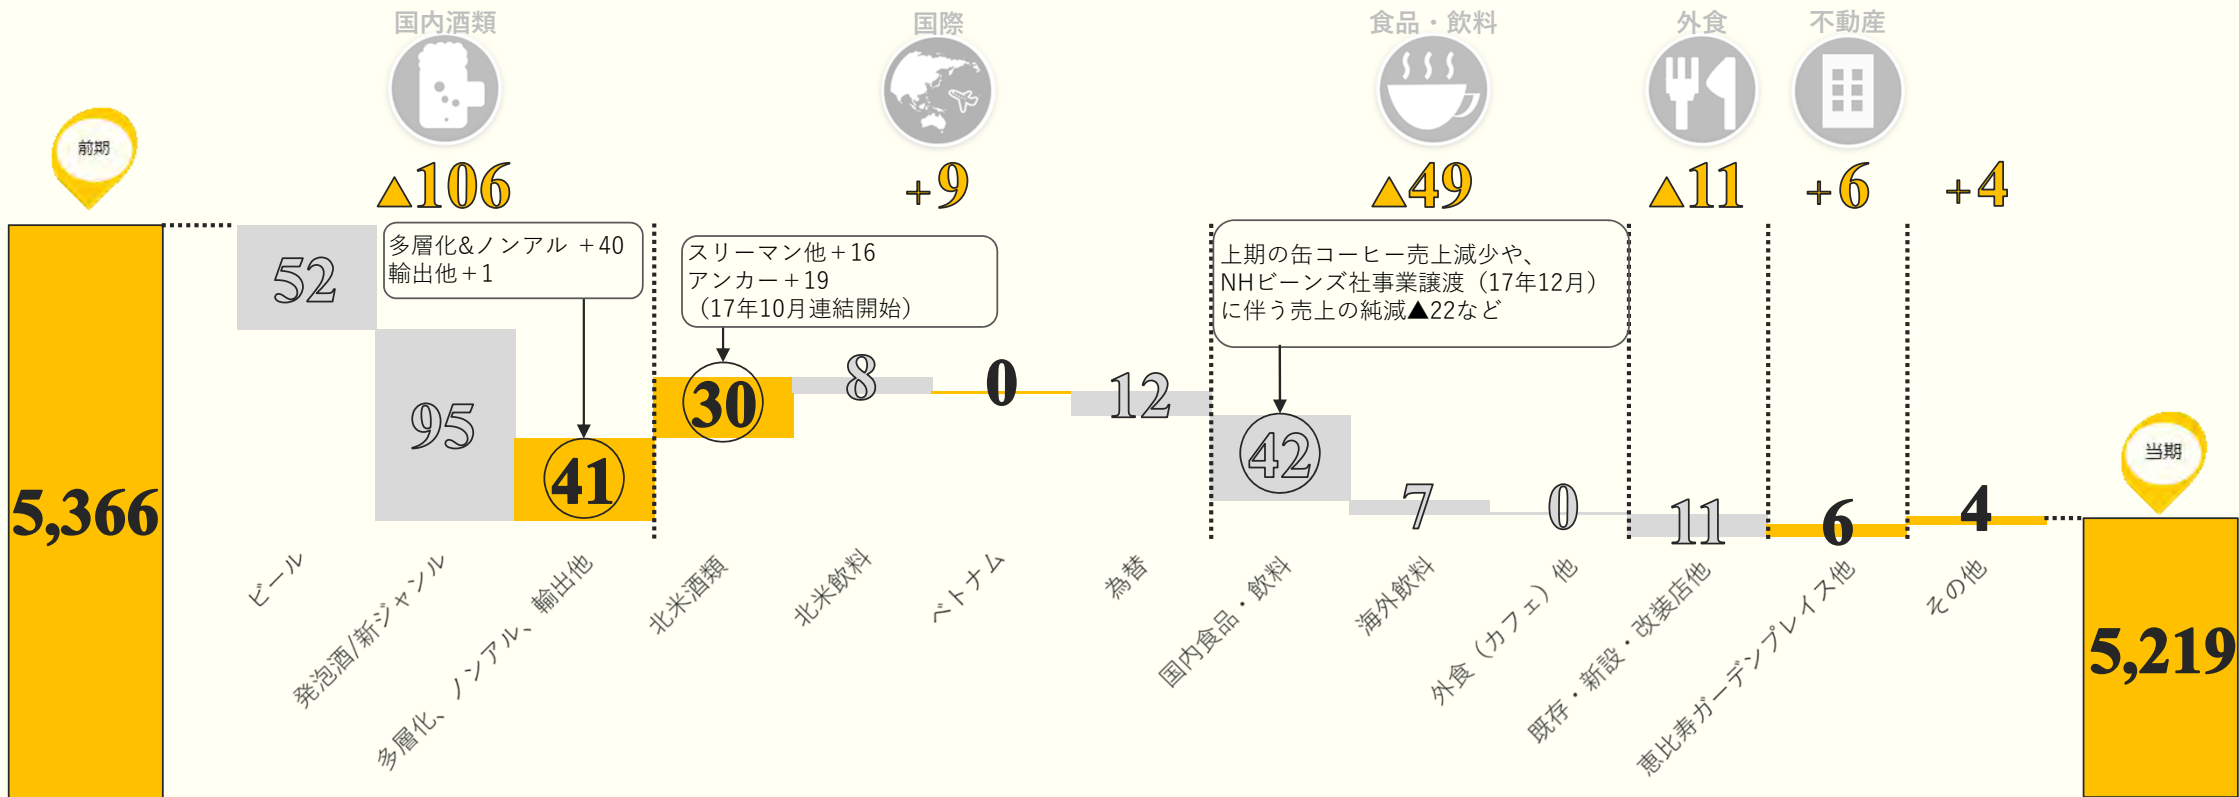 国内酒類
国際
食品・飲料
外食
不動産
前期
▲106
+9
▲49
▲11
+6
+4
多層化&ノンアル +40
輸出他+1
スリーマン他+16
アンカー+19
（17年10月連結開始）
上期の缶コーヒー売上減少や、
NHビーンズ社事業譲渡（17年12月）
に伴う売上の純減▲22など
5,366
52
95
41
30
8
0
12
42
7
0
11
6
4
当期
5,219
ビール
発泡酒/新ジャンル
多層化、ノンアル、輸出他
北米酒類
北米飲料
ベトナム
為替
国内食品・飲料
海外飲料
外食（カフェ）他
既存・新設・改装店他
恵比寿ガーデンプレイス他
その他